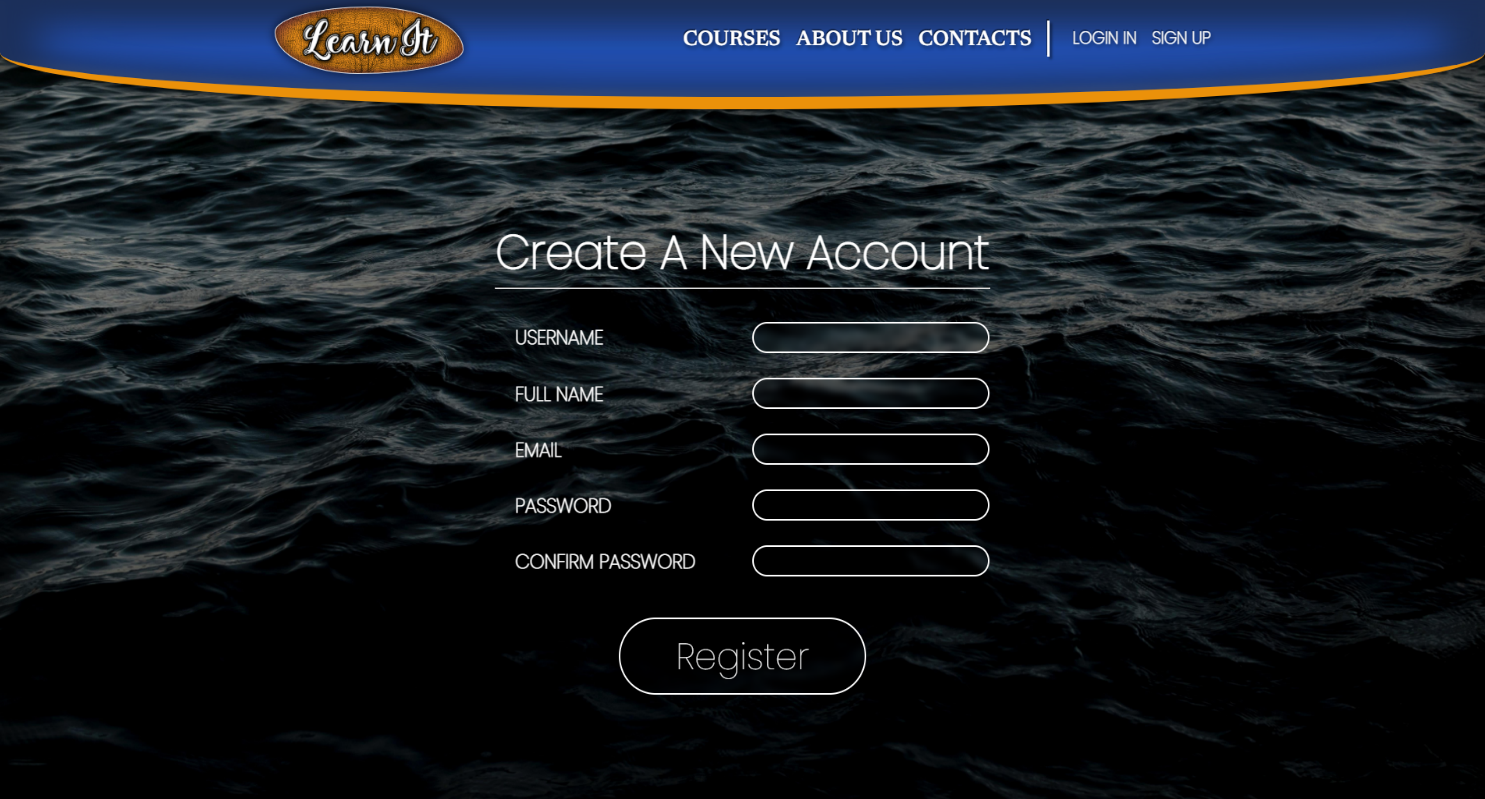 Learn It
COURSES ABOUT US CONTACTS LOGIN IN SIGN UP
Create A New Account
USERNAME
FULL NAME
EMAIL
PASSWORD
CONFIRM PASSWORD
Register